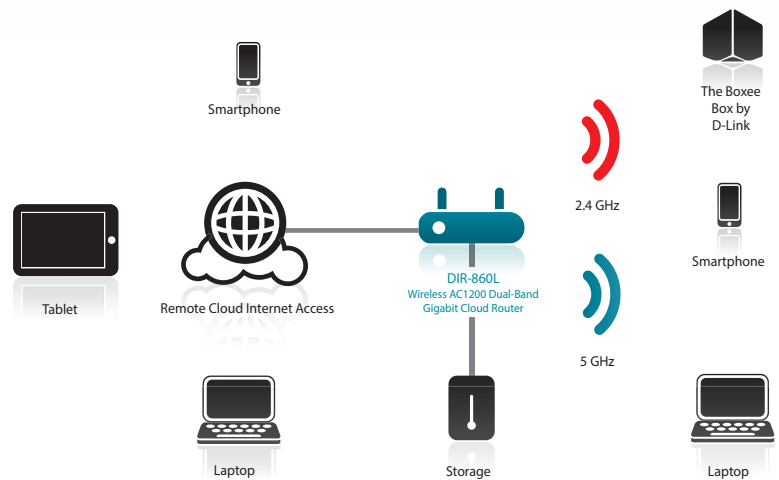 The Boxee
Box by
D-Link
Smartphone
2.4 GHz
Smartphone
DIR-860L
Wireless AC1200 Dual-Band
Gigabit Cloud Router
Tablet
Remote Cloud Internet Access
5 GHz
Laptop
Storage
Laptop